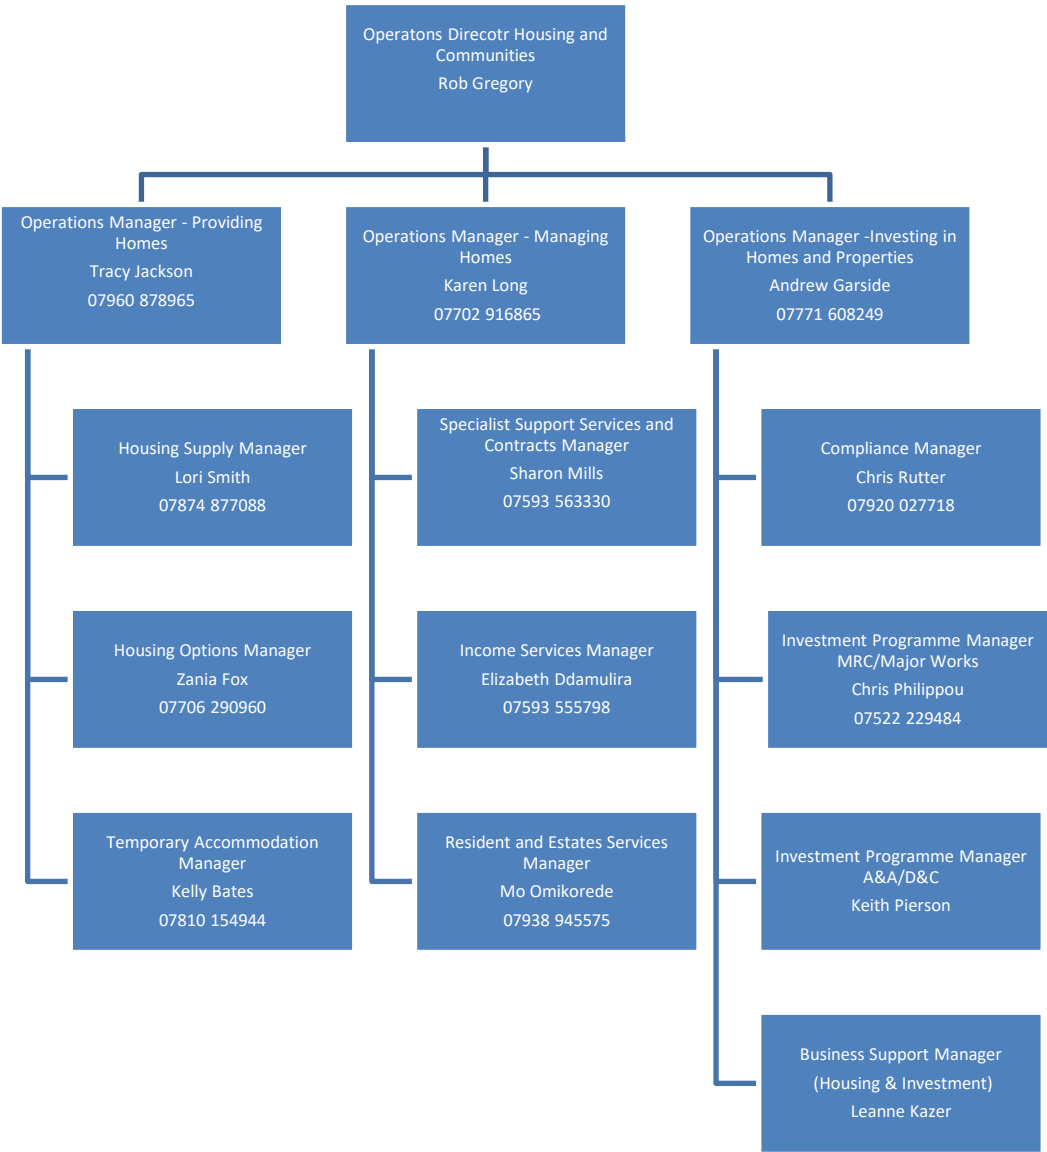 Operatons Direcotr Housing and
Communities
Rob Gregory
Operations Manager - Providing
Homes
Tracy Jackson
07960 878965
Operations Manager - Managing
Homes
Karen Long
07702 916865
Operations Manager -Investing in
Homes and Properties
Andrew Garside
07771 608249
Housing Supply Manager
Lori Smith
07874 877088
Specialist Support Services and
Contracts Manager
Sharon Mills
07593 563330
Compliance Manager
Chris Rutter
07920 027718
Housing Options Manager
Zania Fox
07706 290960
Income Services Manager
Elizabeth Ddamulira
07593 555798
Investment Programme Manager
MRC/Major Works
Chris Philippou
07522 229484
Temporary Accommodation
Manager
Kelly Bates
07810 154944
Resident and Estates Services
Manager
Mo Omikorede
07938 945575
Investment Programme Manager
A&A/D&C
Keith Pierson
Business Support Manager
(Housing & Investment)
Leanne Kazer